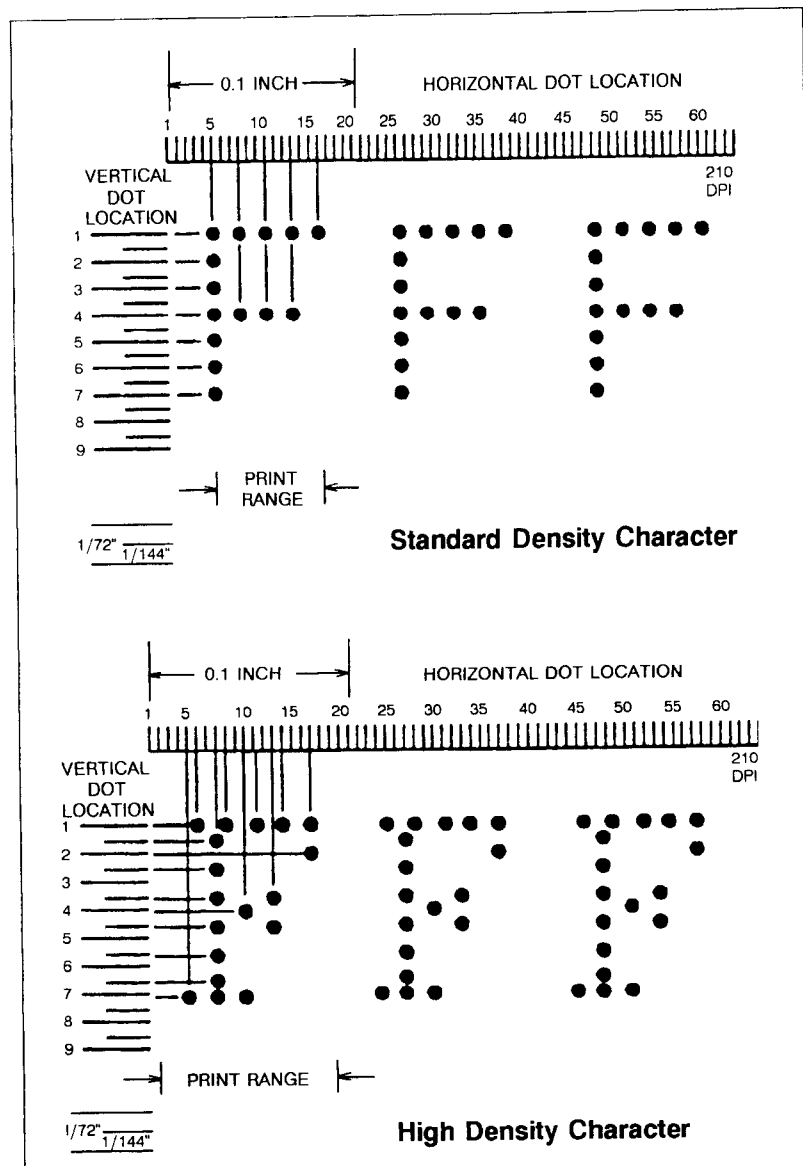 0.1 INCH HORIZONTAL DOT LOCATION
1 5 10 15 20 25 30 35 40 45 50 55 60
210
DPI
VERTICAL
DOT
LOCATION
1
2
3
4
5
6
7
8
9
PRINT
RANGE
1/72" 1/144"
Standard Density Character
0.1 INCH HORIZONTAL DOT LOCATION
1 5 10 15 20 25 30 35 40 45 50 55 60
210
DPI
VERTICAL
DOT
LOCATION
1
2
3
4
5
6
7
8
9
PRINT RANGE
1/72" 1/144"
High Density Character